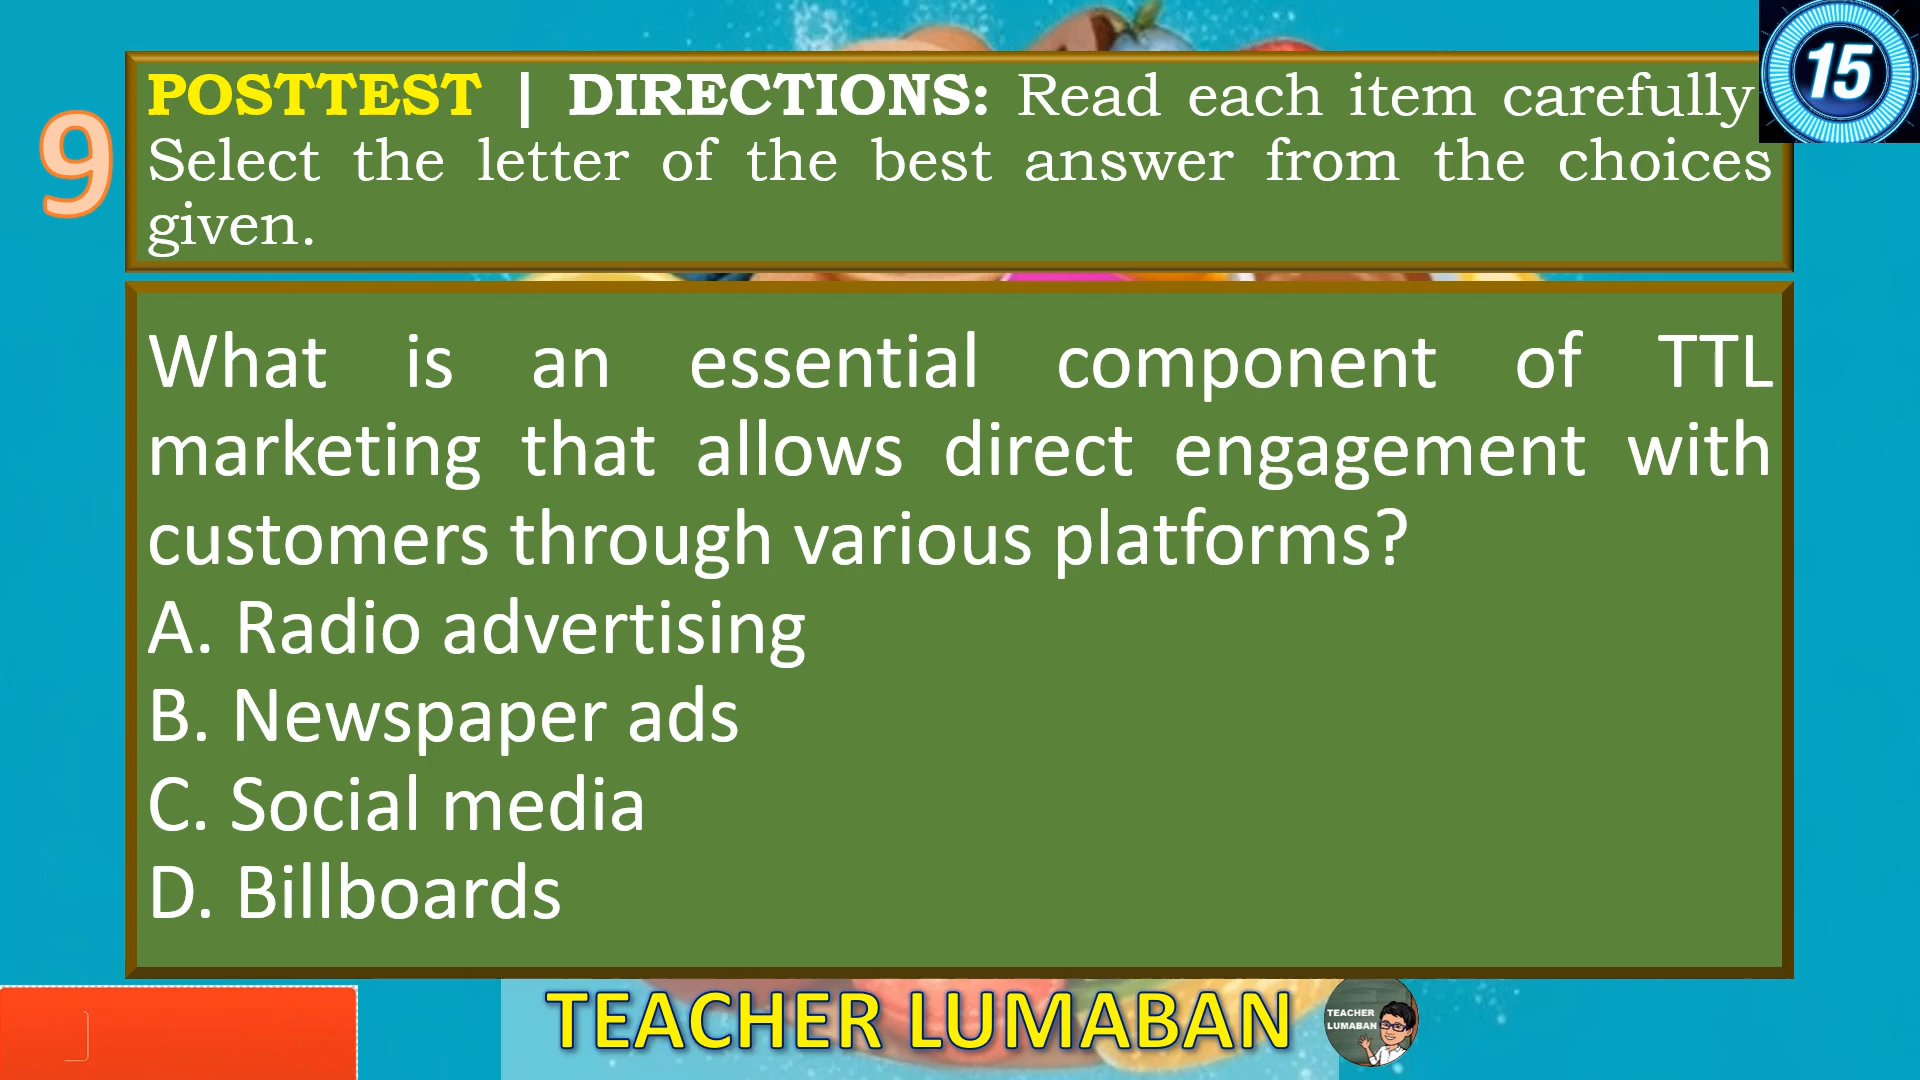 9
POSTTEST | DIRECTIONS: Read each item carefully
Select the letter of the best answer from the choices
given.
15
What is an essential component of TTL
marketing that allows direct engagement with
customers through various platforms?
A. Radio advertising
B. Newspaper ads
C. Social media
D. Billboards
TEACHER LUMABAN
TEACHER
LUMABAN